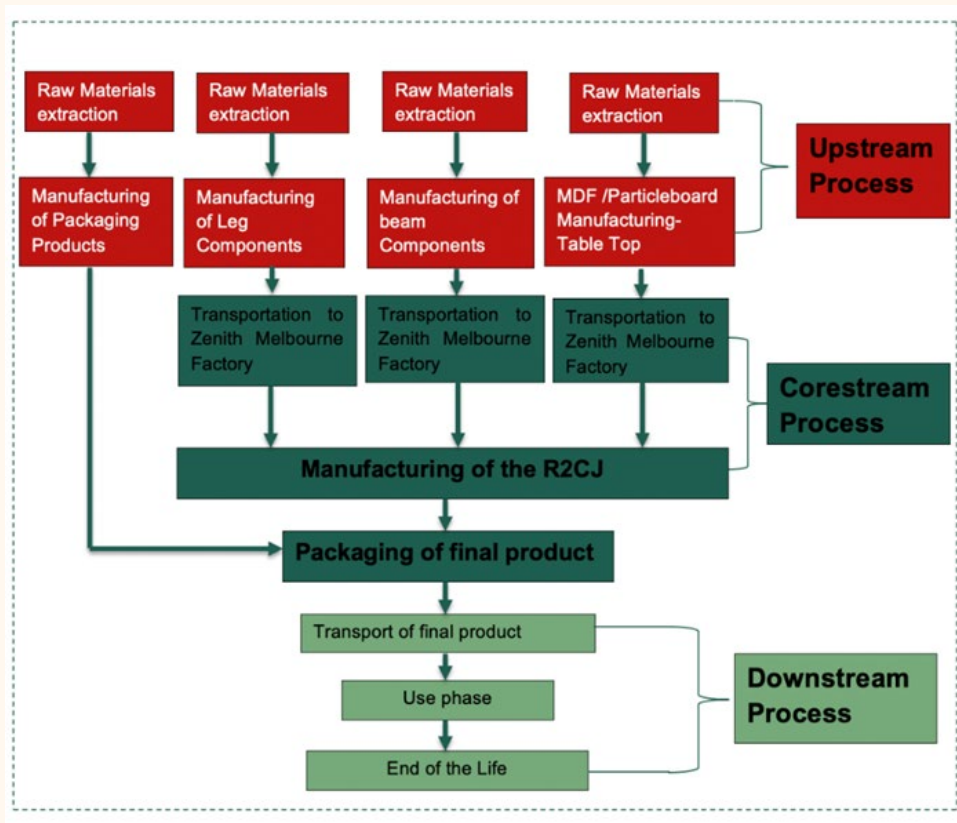 Raw Materials
extraction
Raw Materials
extraction
Raw Materials
extraction
Raw Materials
extraction
Upstream
Process
Manufacturing
of Packaging
Products
Manufacturing
of Leg
Components
Manufacturing of
beam
Components
MDF /Particleboard
Manufacturing-
Table Top
Transportation to
Zenith Melbourne
Factory
Transportation to
Zenith Melbourne
Factory
Transportation to
Zenith Melbourne
Factory
Corestream
Process
Manufacturing of the R2CJ
Packaging of final product
Transport of final product
Use phase
End of the Life
Downstream
Process